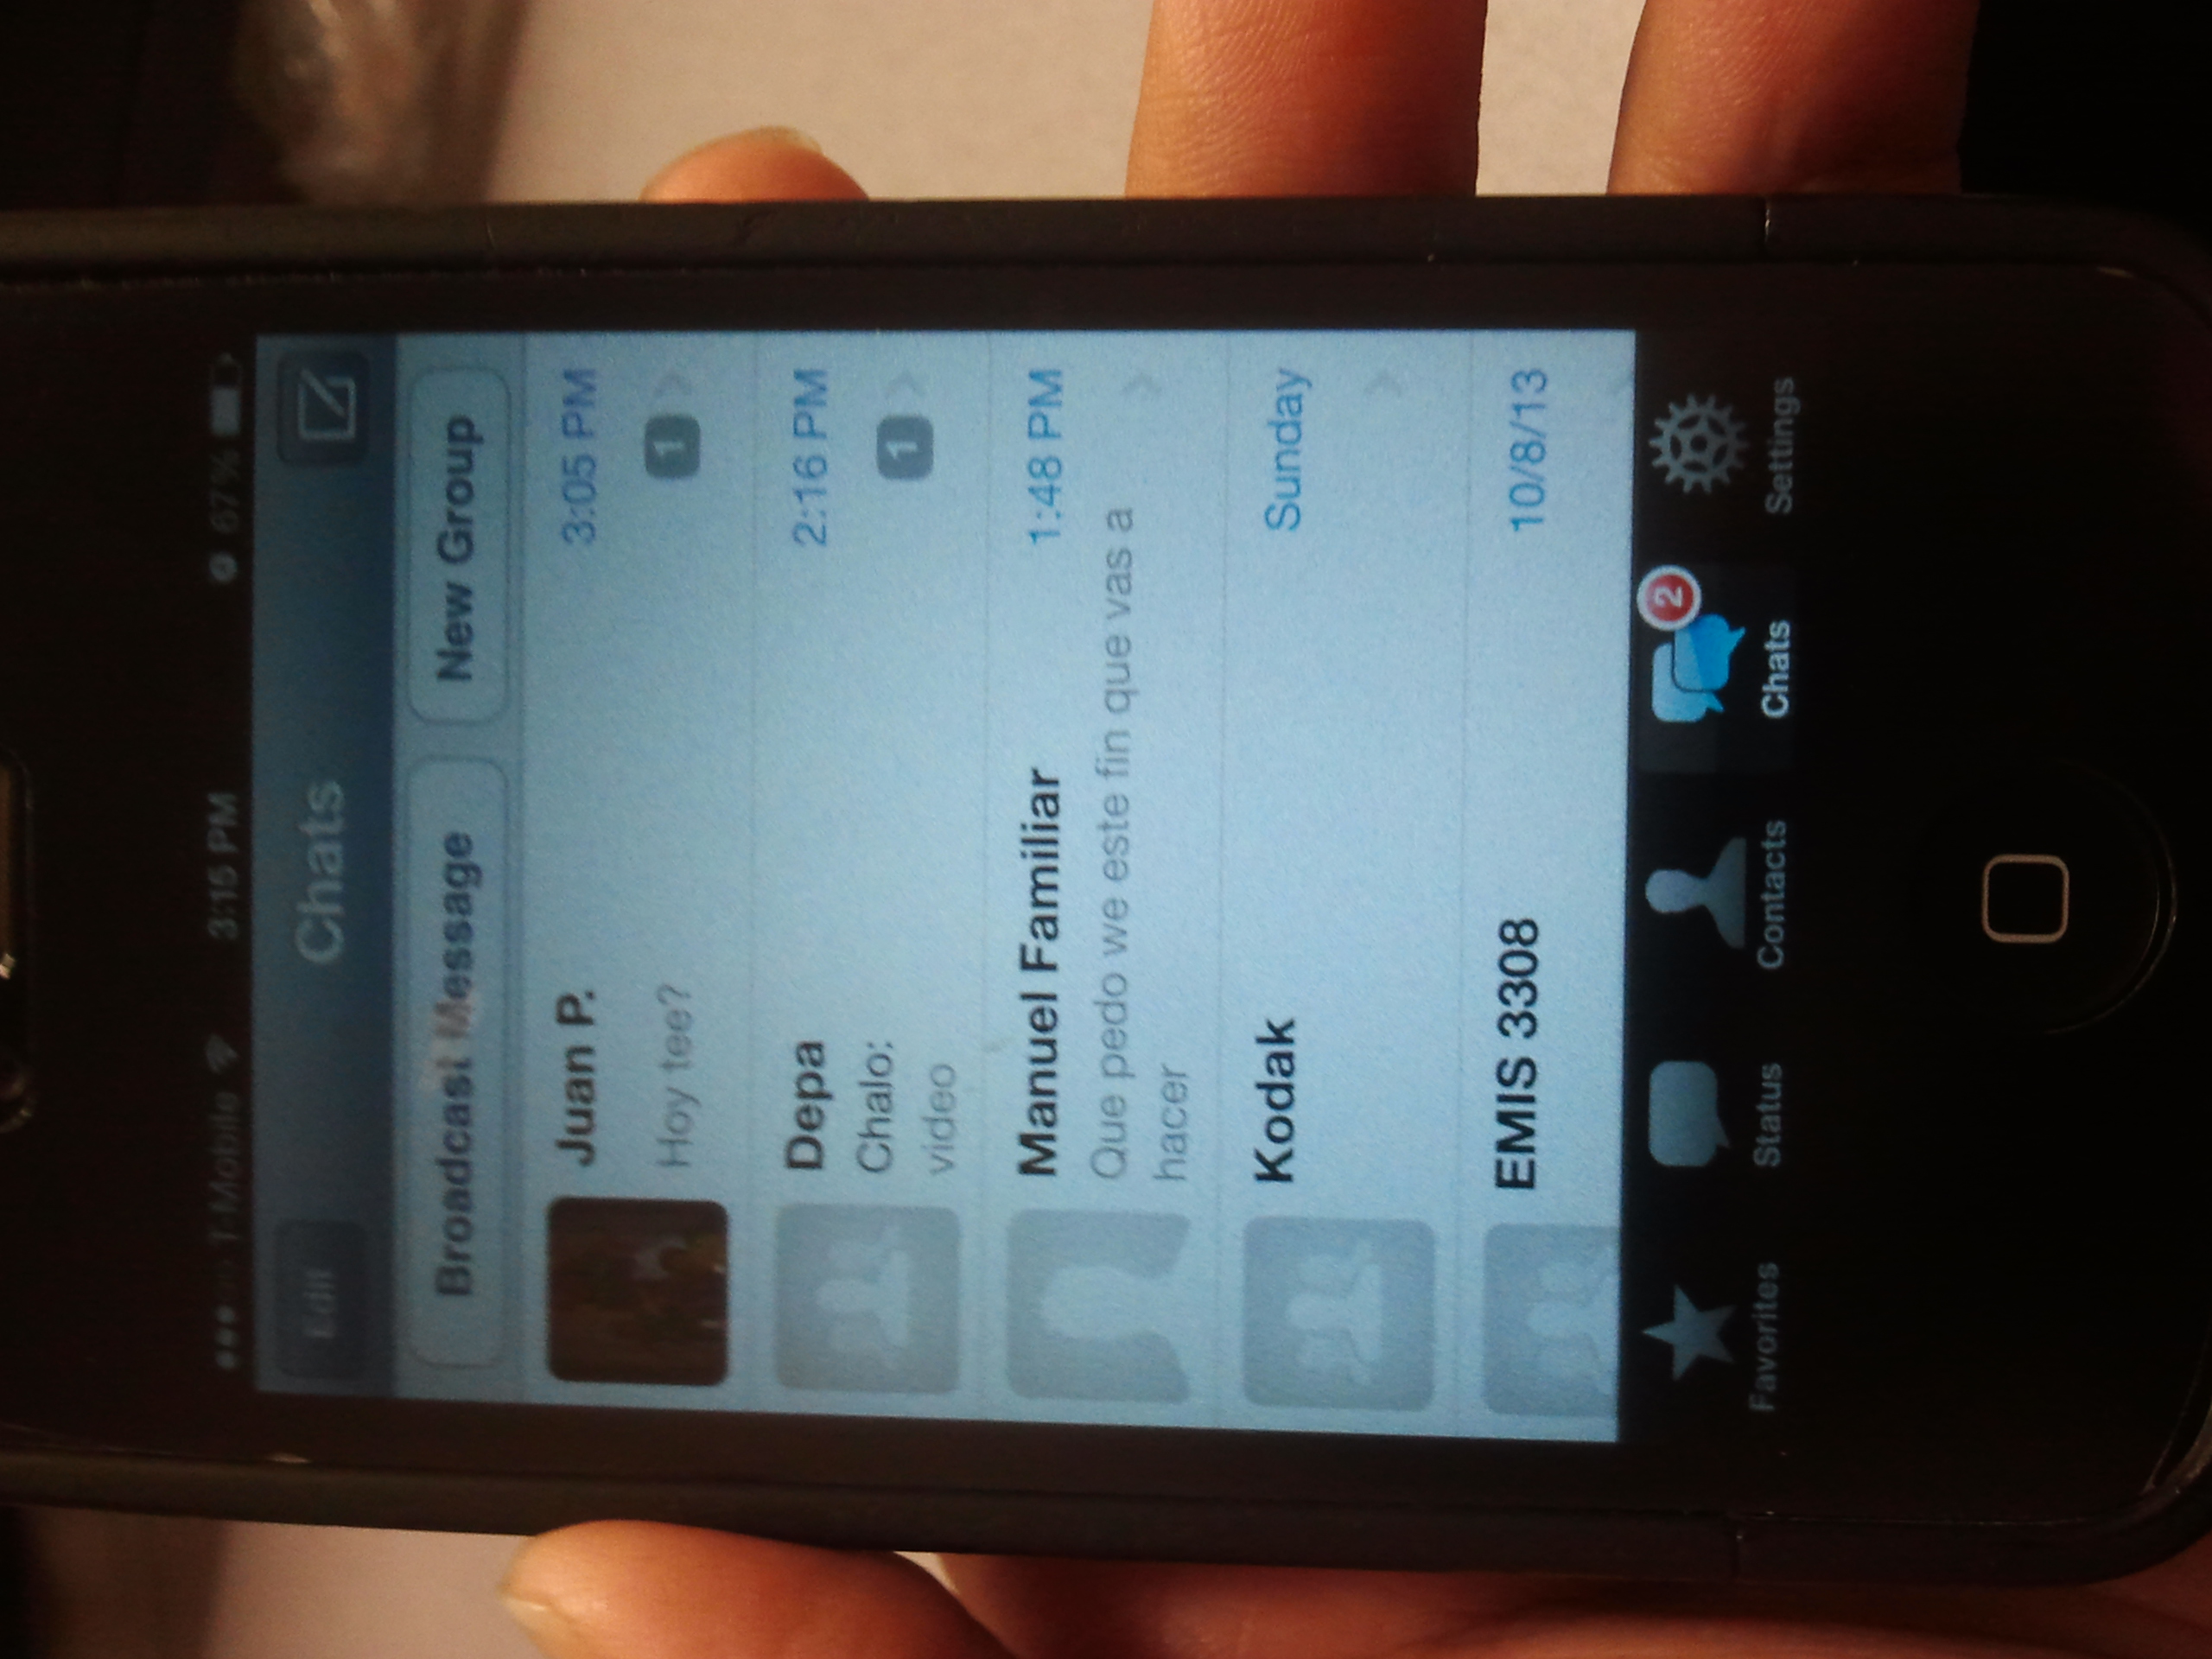 T-Mobile 3:15 PM 67%
Edit Chats
Broadcast Message New Group
Juan P. 3:05 PM
Hoy tee? 1
Depa 2:16 PM
Chalo:
video 1
Manuel Familiar 1:48 PM
Que pedo we este fin que vas a
hacer
Kodak Sunday
EMIS 3308 10/8/13
2
Favorites Status Contacts Chats Settings